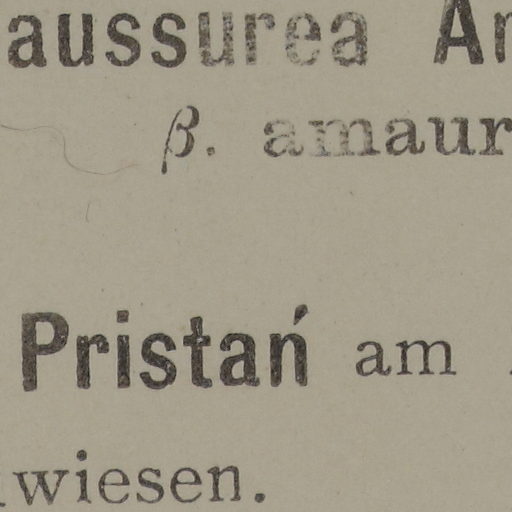 aussurea
β. amaur
Pristań am
wiesen.